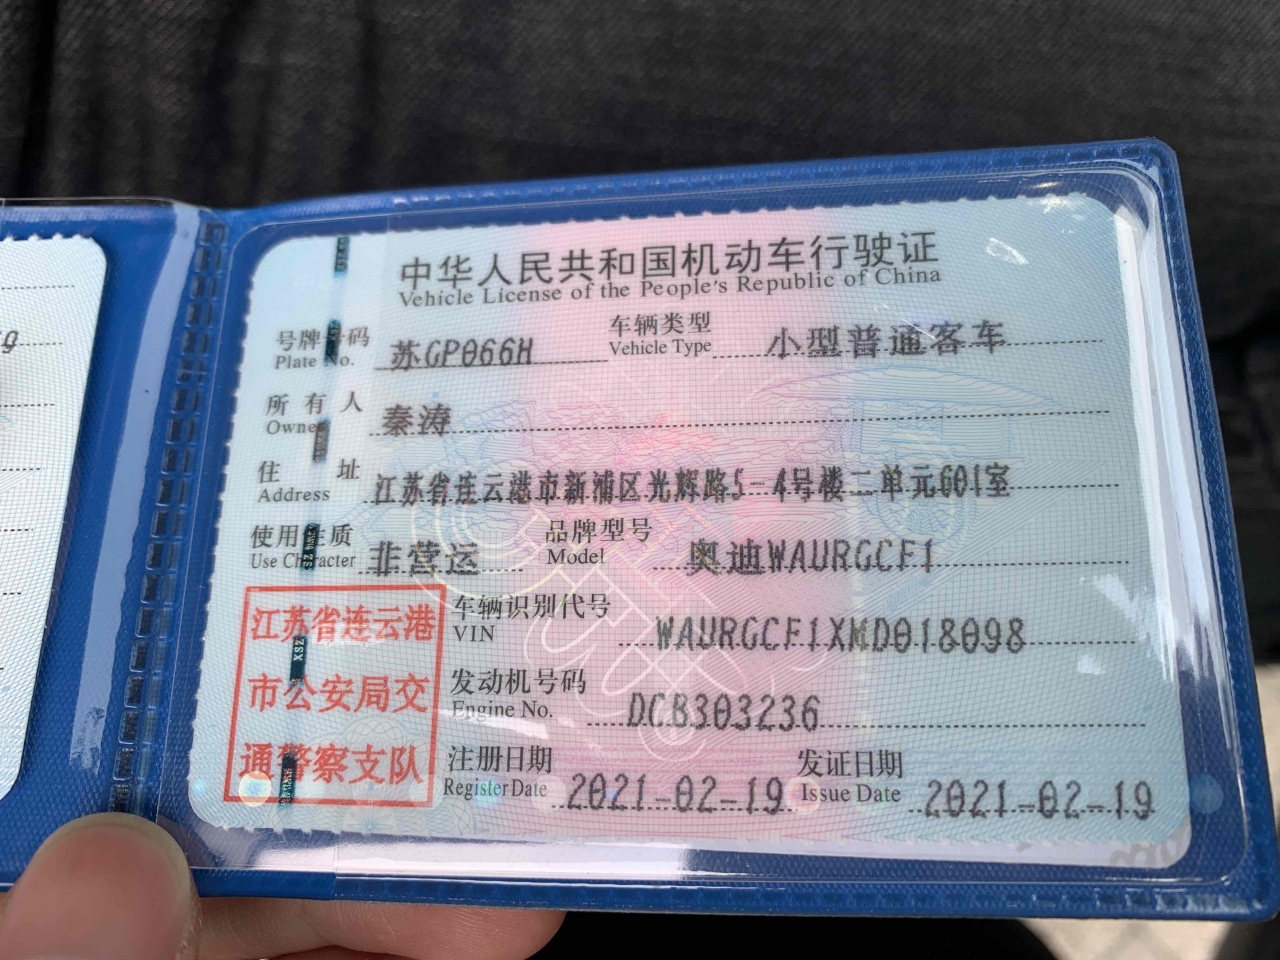 中华人民共和国机动车行驶证
Vehicle License of the People's Republic of China
号牌号码 苏GP066H 车辆类型 小型普通客车
Plate No. Vehicle Type
所有人 秦涛
Owner
住址 江苏省连云港市新浦区光辉路5-4号楼二单元601室
Address
使用性质 非营运 品牌型号 奥迪WAURGCF1
Use Character Model
江苏省连云港
市公安局交
通警察支队
车辆识别代号 WAURGCF1XMD018098
VIN
发动机号码 DCB303236
Engine No.
注册日期 2021-02-19 发证日期 2021-02-19
Register Date Issue Date